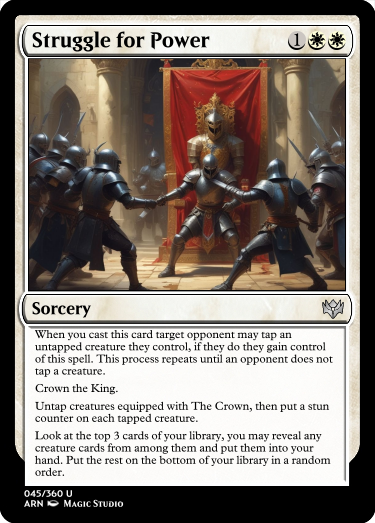 Struggle for Power 1
Sorcery
When you cast this card target opponent may tap an
untapped creature they control, if they do they gain control
of this spell. This process repeats until an opponent does not
tap a creature.
Crown the King.
Untap creatures equipped with The Crown, then put a stun
counter on each tapped creature.
Look at the top 3 cards of your library, you may reveal any
creature cards from among them and put them into your
hand. Put the rest on the bottom of your library in a random
order.
045/360 U
ARN Magic Studio